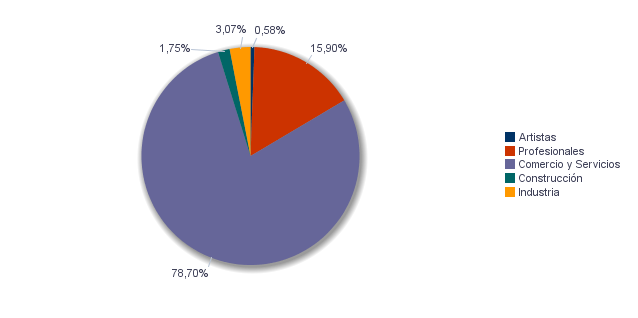 3,07%
0,58%
1,75%
15,90%
78,70%
Artistas
Profesionales
Comercio y Servicios
Construcción
Industria